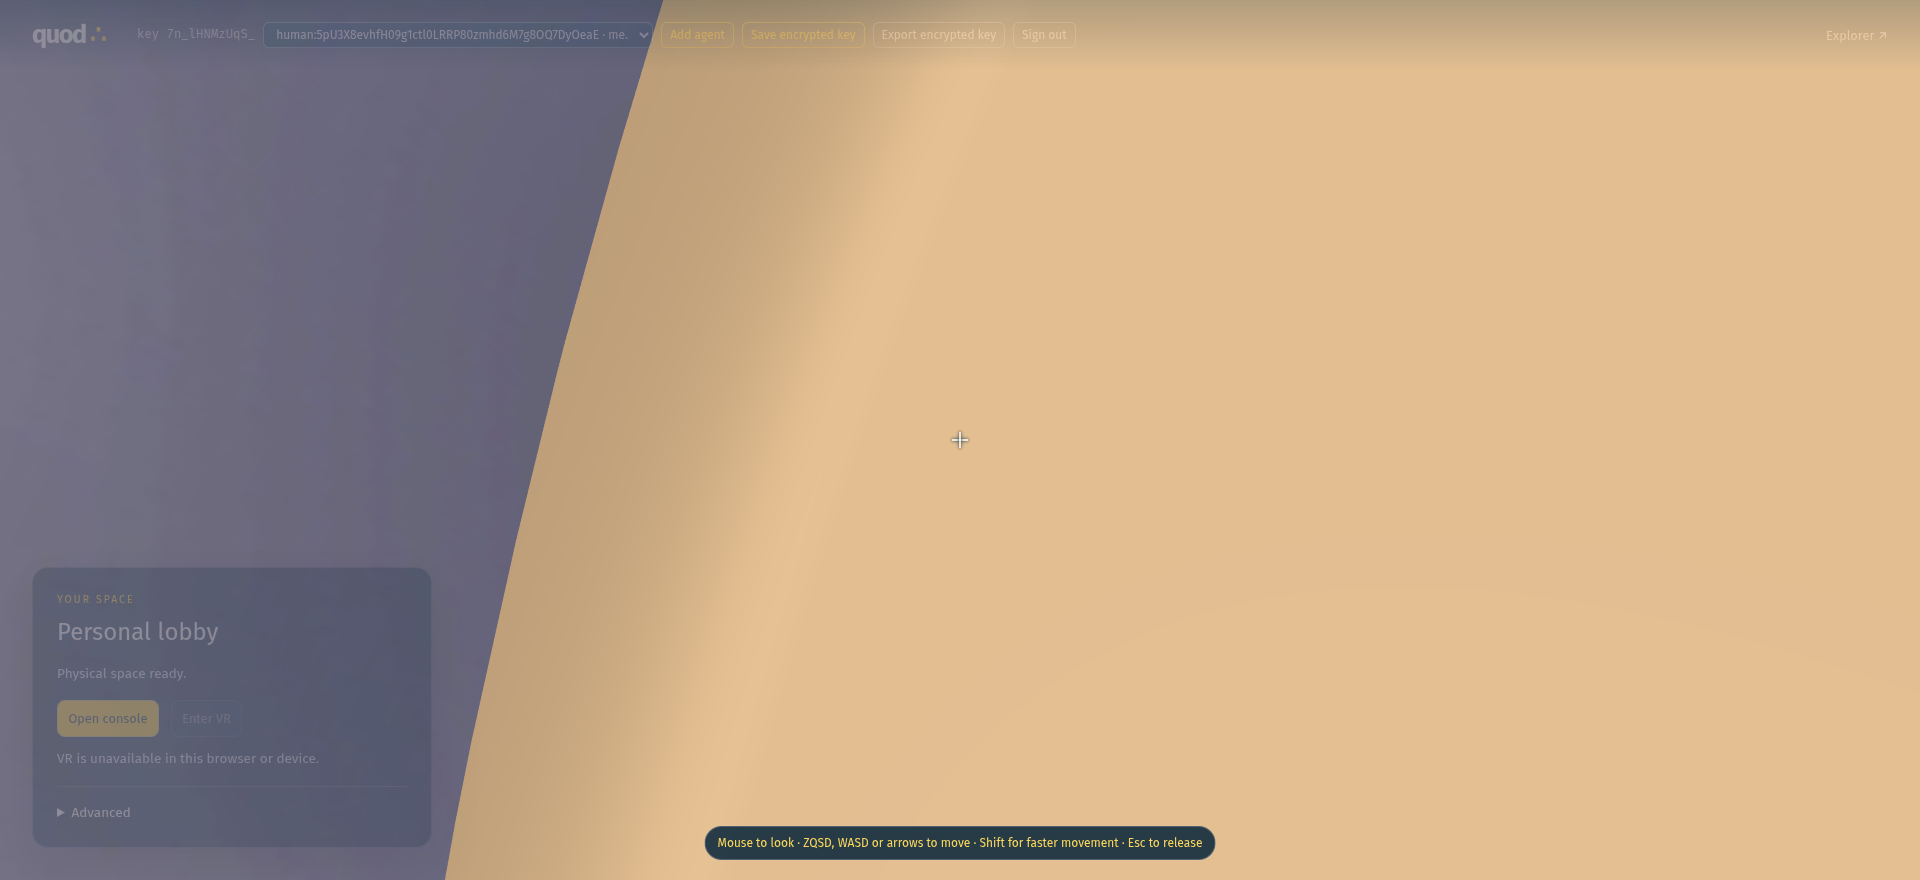 quod
key 7n_lHNMzUqS_
human:5pU3X8evhfH09g1ctl0LRRP80zmhd6M7g8OQ7DyOeaE · me.
Add agent
Save encrypted key
Export encrypted key
Sign out
Explorer ↗
YOUR SPACE
Personal lobby
Physical space ready.
Open console
Enter VR
VR is unavailable in this browser or device.
▶ Advanced
Mouse to look · ZQSD, WASD or arrows to move · Shift for faster movement · Esc to release